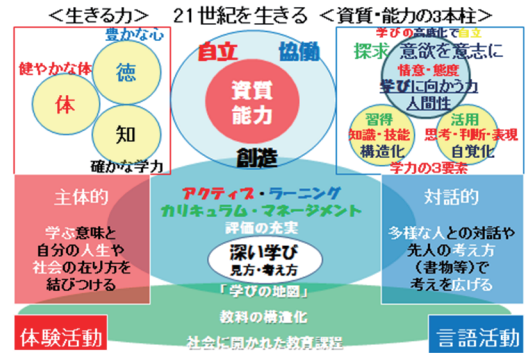 ＜生きる力＞
21世紀を生きる
＜資質・能力の3本柱＞
豊かな心
徳
健やかな体
体
知
確かな学力
自立
協働
資質
能力
創造
学びの高度化で自立
探求 意欲を意志に
情意・態度
学びに向かう力
人間性
習得
知識・技能
構造化
活用
思考・判断・表現
自覚化
学力の3要素
主体的
学ぶ意味と
自分の人生や
社会の在り方を
結びつける
アクティブ・ラーニング
カリキュラム・マネージメント
評価の充実
深い学び
見方・考え方
「学びの地図」
教科の構造化
社会に開かれた教育課程
対話的
多様な人との対話や
先人の考え方
（書物等）で
考えを広げる
体験活動
言語活動